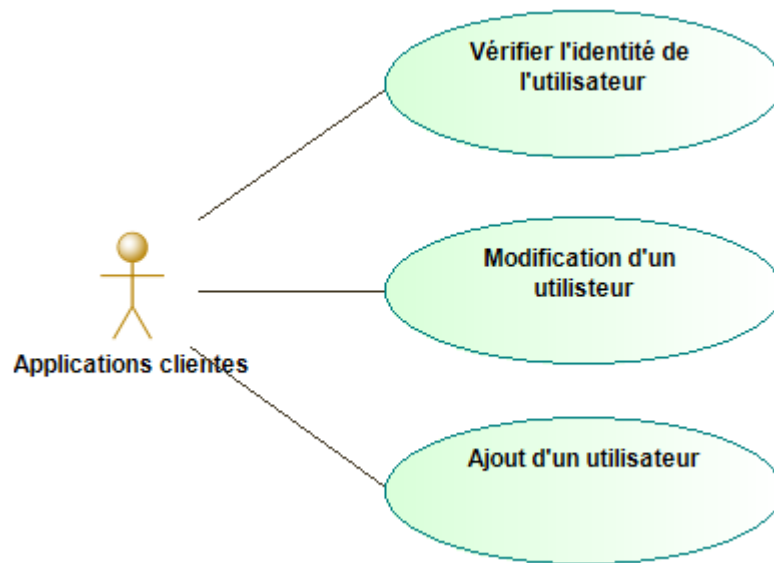 Vérifier l'identité de
l'utilisateur
Modification d'un
utilisteur
Applications clientes
Ajout d'un utilisateur